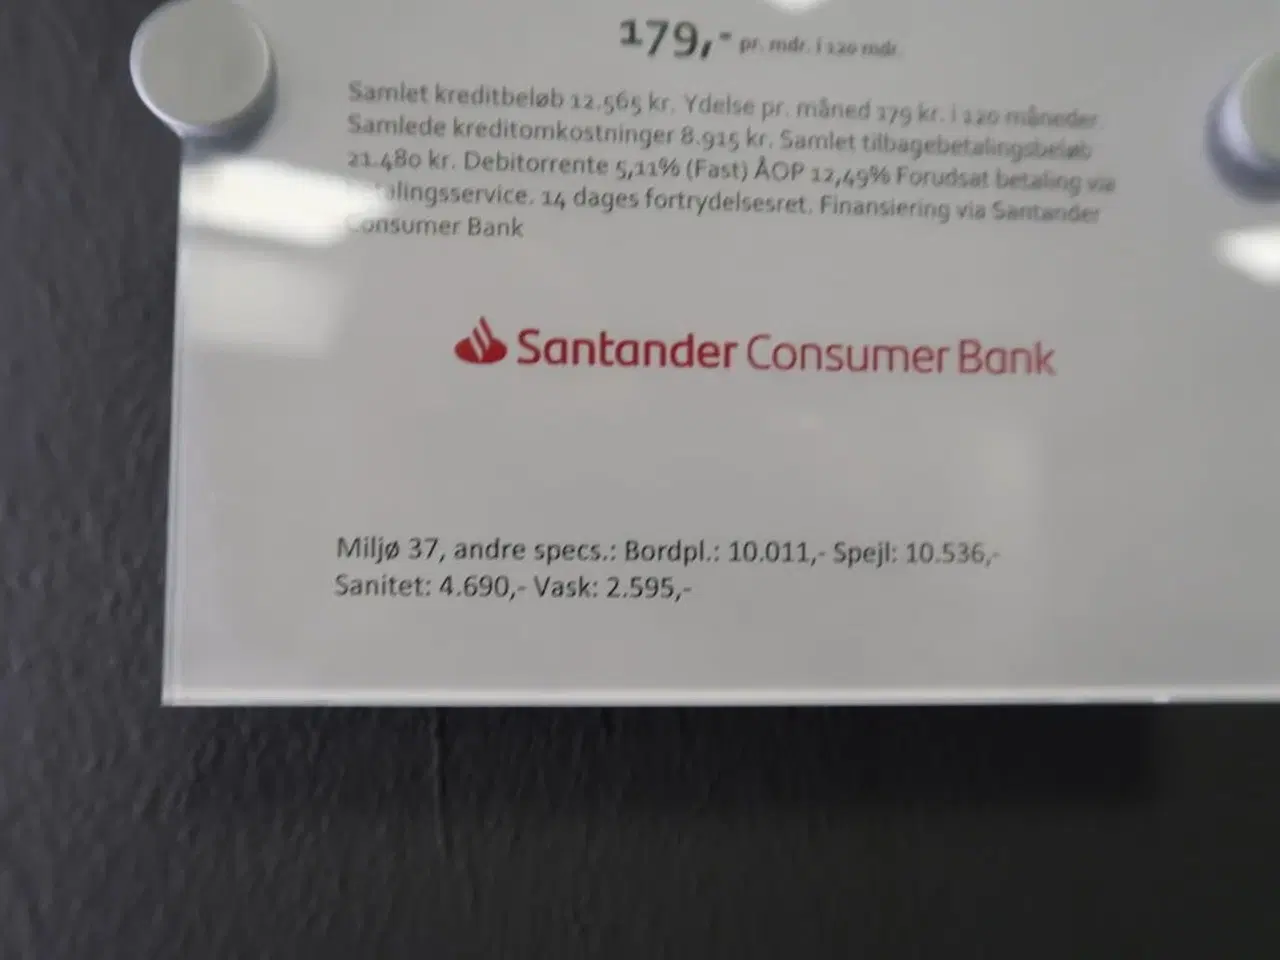 179,- pr. mdr. i 120 mdr.
Samlet kreditbeløb 12.565 kr. Ydelse pr. måned 179 kr. i 120 måneder.
Samlede kreditomkostninger 8.915 kr. Samlet tilbagebetalingsbeløb
21.480 kr. Debitorrente 5,11% (Fast) ÅOP 12,49% Forudsat betaling via
talingsservice. 14 dages fortrydelsesret. Finansiering via Santander
Consumer Bank
Santander Consumer Bank
Miljø 37, andre specs.: Bordpl.: 10.011,- Spejl: 10.536,-
Sanitet: 4.690,- Vask: 2.595,-